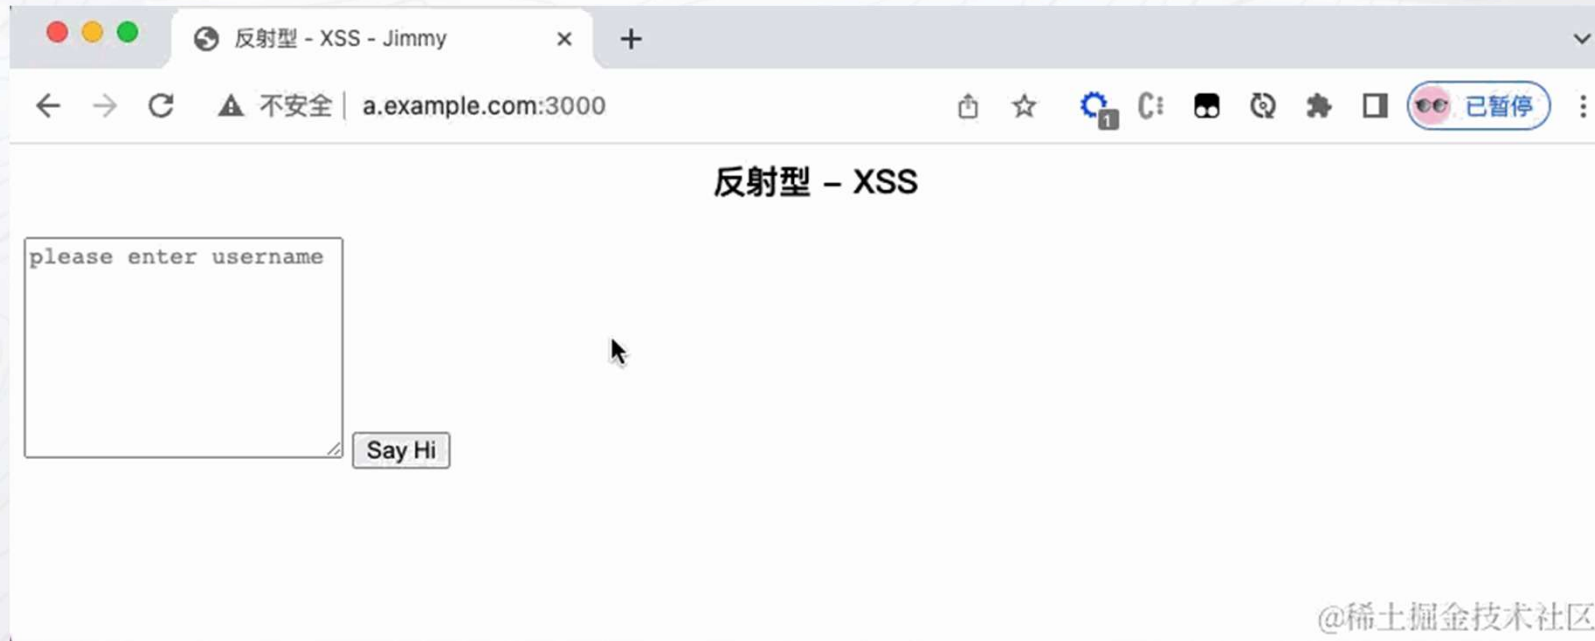 反射型 - XSS - Jimmy
不安全 a.example.com:3000
1
已暂停
反射型 – XSS
please enter username
Say Hi
@稀土掘金技术社区